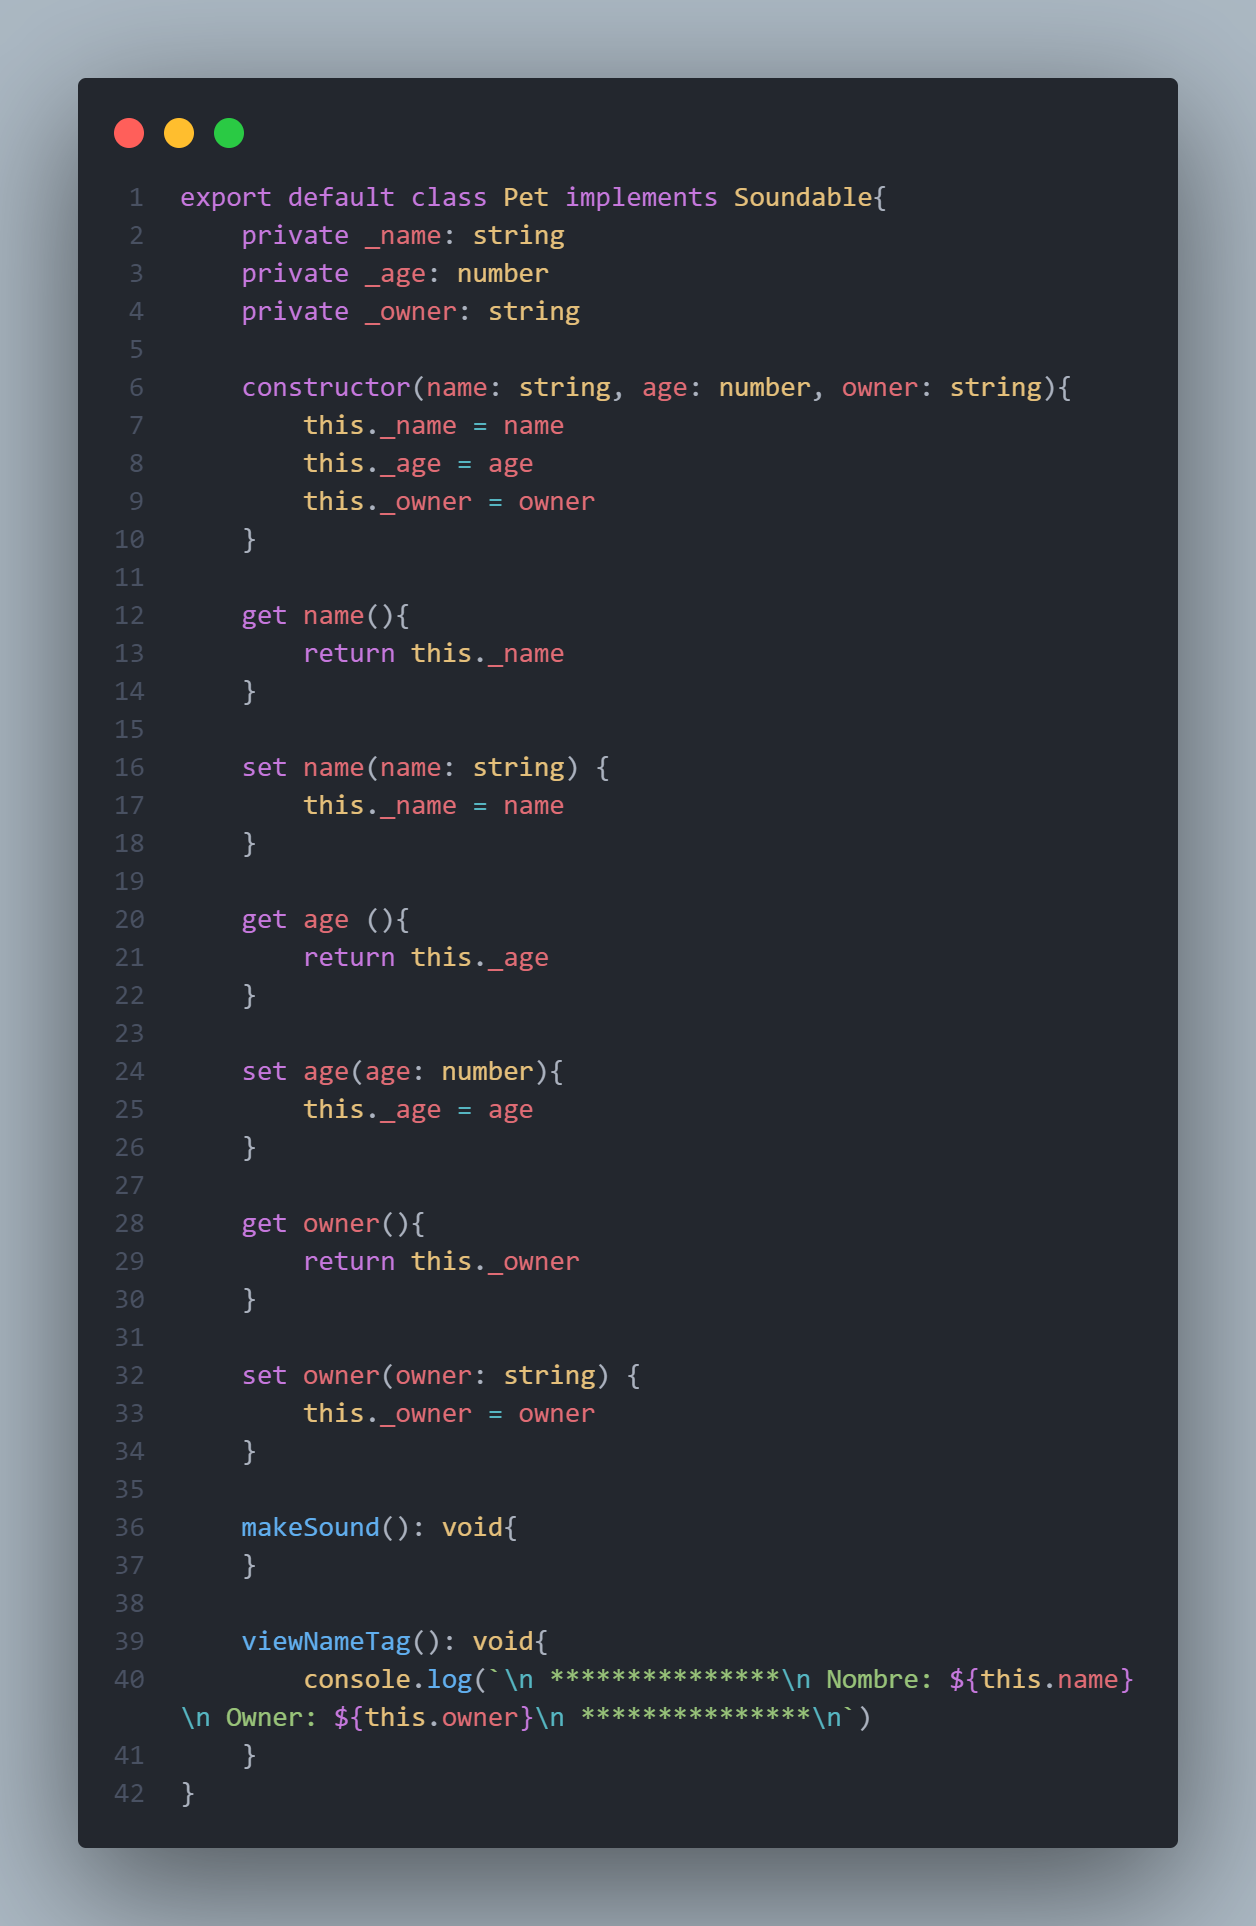 1 export default class Pet implements Soundable{
2     private _name: string
3     private _age: number
4     private _owner: string
5
6     constructor(name: string, age: number, owner: string){
7         this._name = name
8         this._age = age
9         this._owner = owner
10     }
11
12     get name(){
13         return this._name
14     }
15
16     set name(name: string) {
17         this._name = name
18     }
19
20     get age (){
21         return this._age
22     }
23
24     set age(age: number){
25         this._age = age
26     }
27
28     get owner(){
29         return this._owner
30     }
31
32     set owner(owner: string) {
33         this._owner = owner
34     }
35
36     makeSound(): void{
37     }
38
39     viewNameTag(): void{
40         console.log(`\n ***************\n Nombre: ${this.name}
\n Owner: ${this.owner}\n ***************\n`)
41     }
42 }